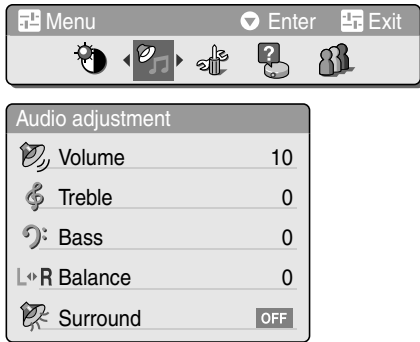 Menu Enter Exit
?
Audio adjustment
Volume 10
Treble 0
Bass 0
L R Balance 0
Surround OFF